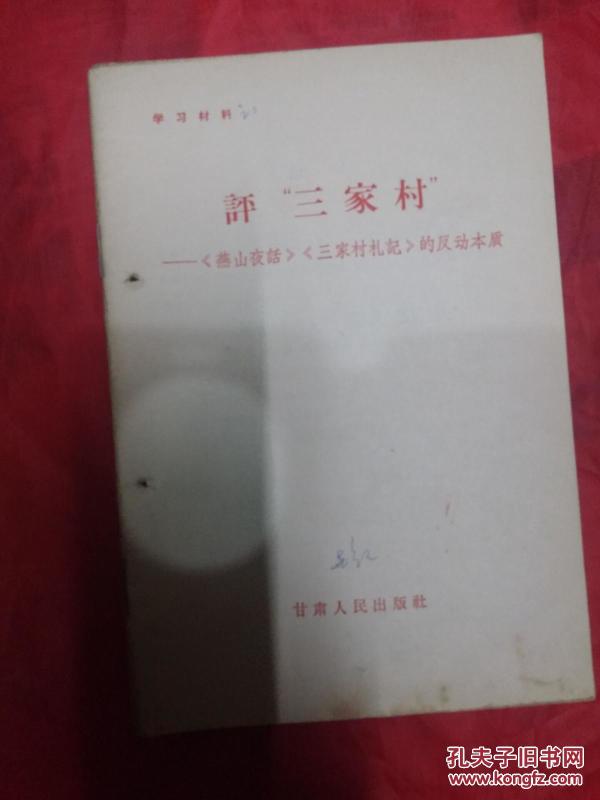 学习材料
評“三家村”
——《燕山夜話》《三家村札記》的反动本质
甘肃人民出版社
孔夫子旧书网
www.kongfz.com